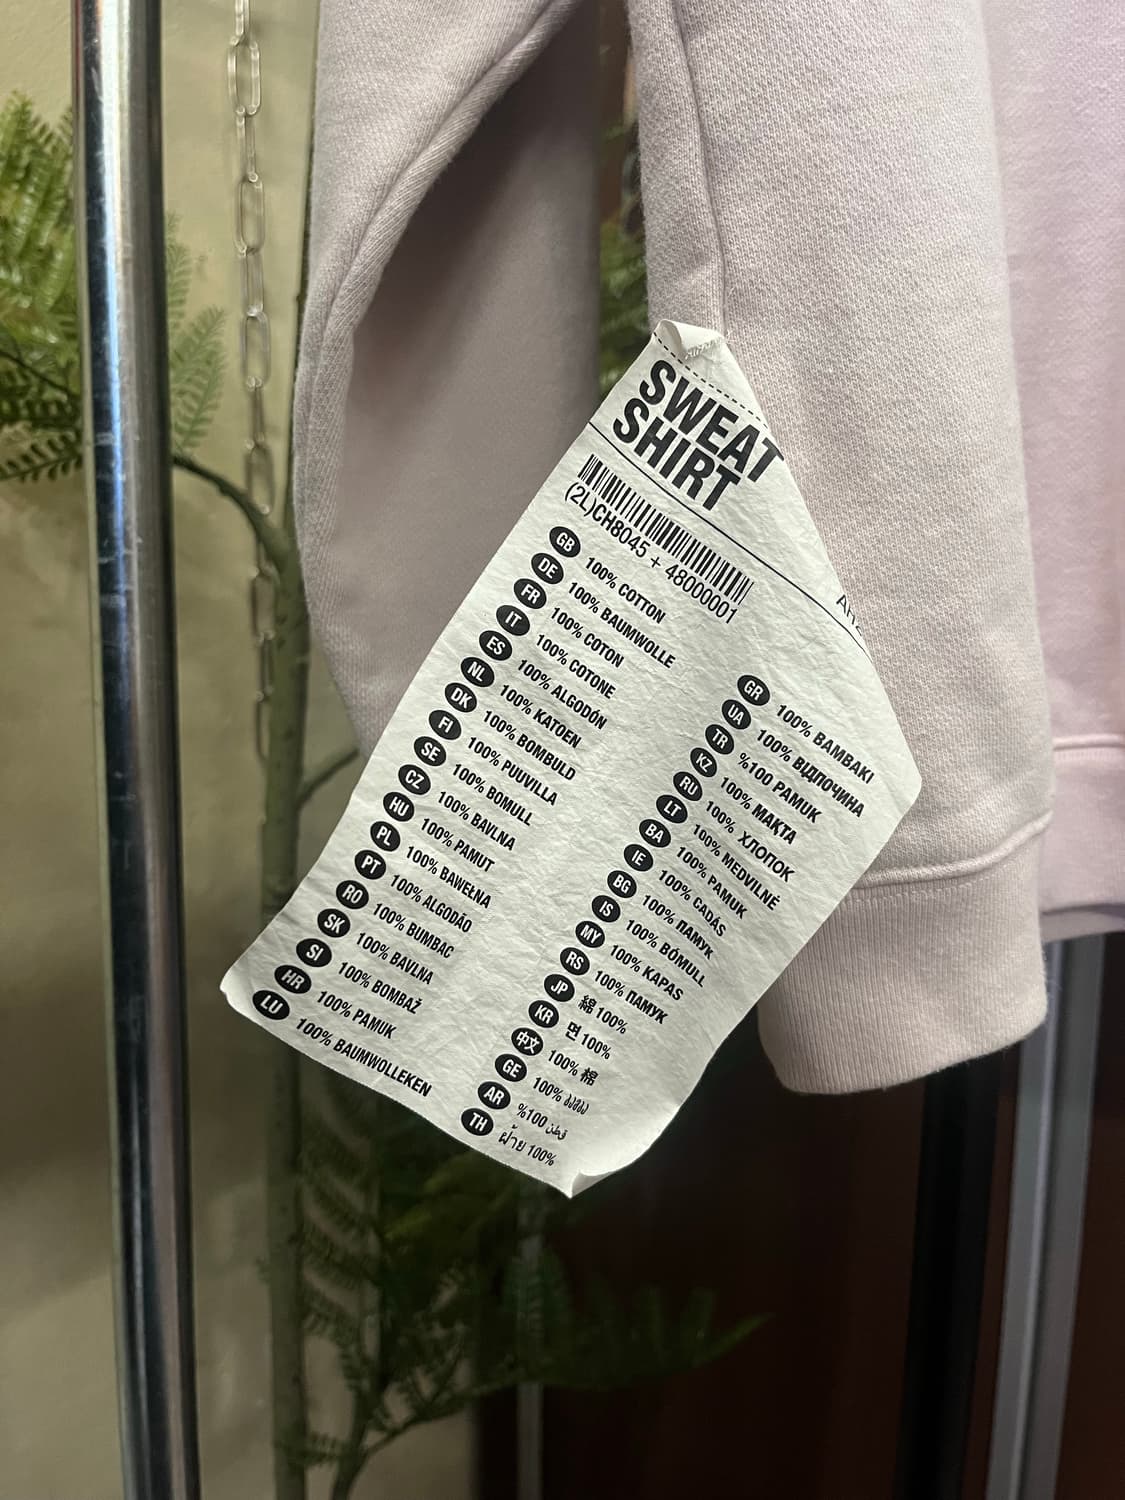 SWEAT
SHIRT
(2L)CH8045 + 48000001
GB 100% COTTON
DE 100% BAUMWOLLE
FR 100% COTON
IT 100% COTONE
ES 100% ALGODÓN
NL 100% KATOEN
DK 100% BOMBULD
FI 100% PUUVILLA
SE 100% BOMULL
CZ 100% BAVLNA
HU 100% PAMUT
PL 100% BAWEŁNA
PT 100% ALGODÃO
RO 100% BUMBAC
SK 100% BAVLNA
SI 100% BOMBAŽ
HR 100% PAMUK
LU 100% BAUMWOLLEKEN
GR 100% BAMBAKI
UA 100% ВІДПОЧИНА
TR %100 PAMUK
KZ 100% МАҚТА
RU 100% ХЛОПОК
LT 100% MEDVILNĖ
BA 100% PAMUK
IE 100% CADÁS
BG 100% ПАМУК
IS 100% BÓMULL
MY 100% KAPAS
RS 100% ПАМУК
JP 綿 100%
KR 면 100%
中文 100% 棉
GE 100% ბამბა
AR %100 قطن
TH ฝ้าย 100%